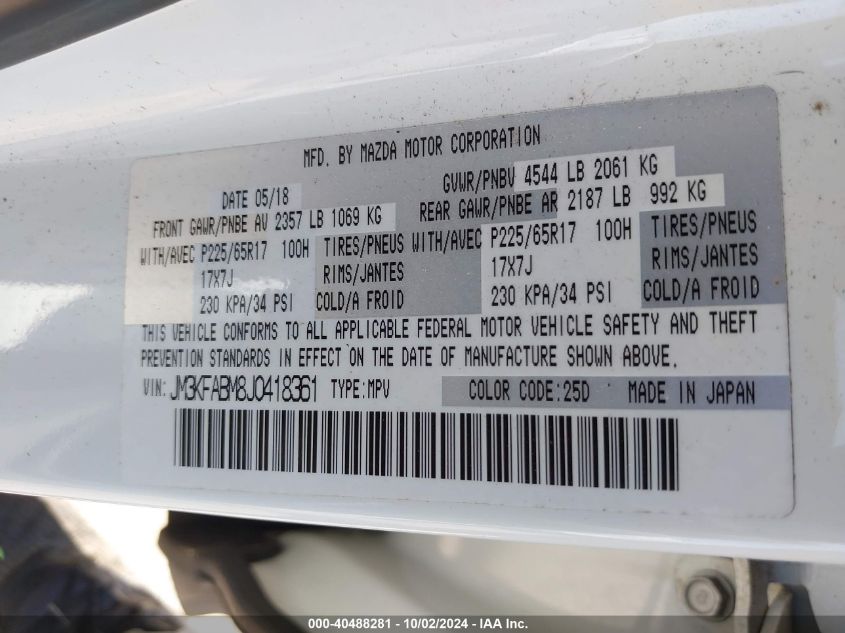 MFD. BY MAZDA MOTOR CORPORATION
DATE 05/18 GVWR/PNBV 4544 LB 2061 KG
FRONT GAWR/PNBE AV 2357 LB 1069 KG REAR GAWR/PNBE AR 2187 LB 992 KG
WITH/AVEC P225/65R17 100H TIRES/PNEUS WITH/AVEC P225/65R17 100H TIRES/PNEUS
17X7J RIMS/JANTES 17X7J RIMS/JANTES
230 KPA/34 PSI COLD/A FROID 230 KPA/34 PSI COLD/A FROID
THIS VEHICLE CONFORMS TO ALL APPLICABLE FEDERAL MOTOR VEHICLE SAFETY AND THEFT
PREVENTION STANDARDS IN EFFECT ON THE DATE OF MANUFACTURE SHOWN ABOVE.
VIN: JM3KFABM8J0418361 TYPE:MPV COLOR CODE:25D MADE IN JAPAN
000-40488281 - 10/02/2024 - IAA Inc.